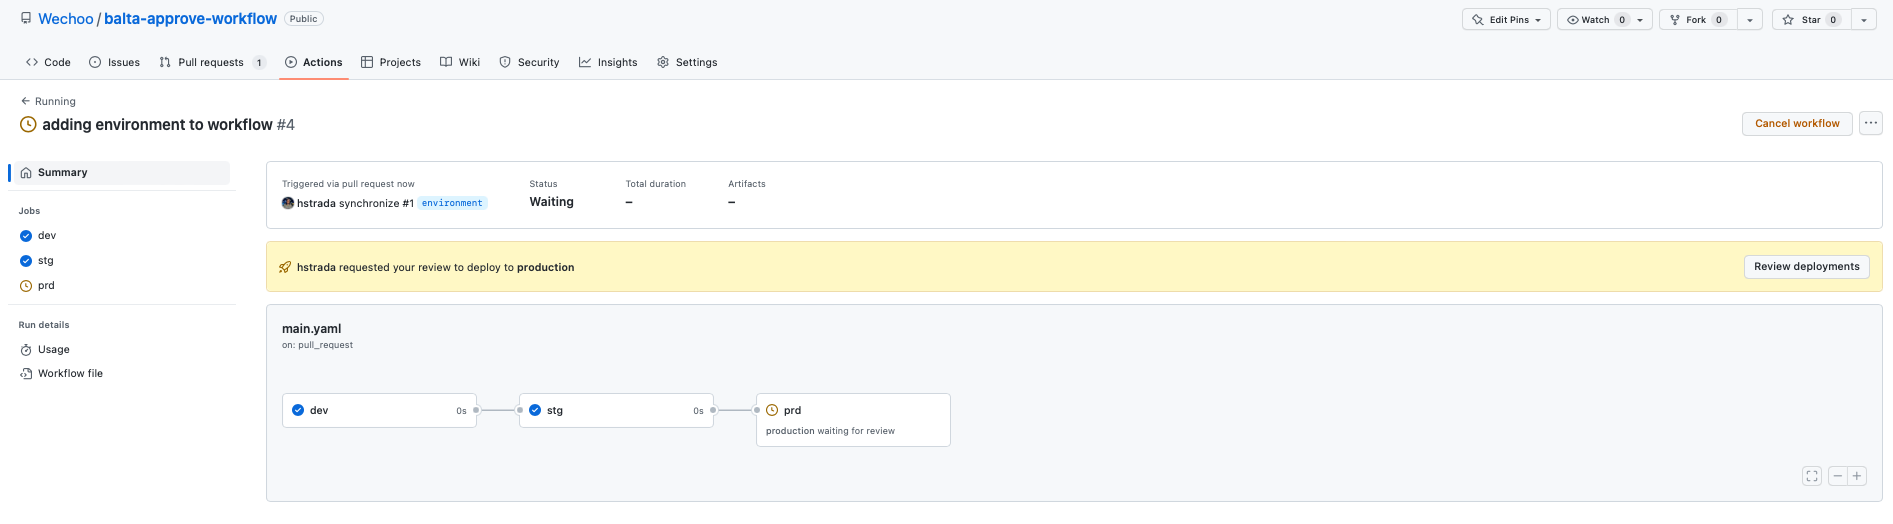 Wechoo / balta-approve-workflow Public
Edit Pins Watch 0 Fork 0 Star 0
Code Issues Pull requests 1 Actions Projects Wiki Security Insights Settings
← Running
adding environment to workflow #4
Cancel workflow ...
Summary
Jobs
dev
stg
prd
Run details
Usage
Workflow file
Triggered via pull request now
hstrada synchronize #1 environment
Status
Waiting
Total duration
–
Artifacts
–
hstrada requested your review to deploy to production
Review deployments
main.yaml
on: pull_request
dev 0s
stg 0s
prd
production waiting for review